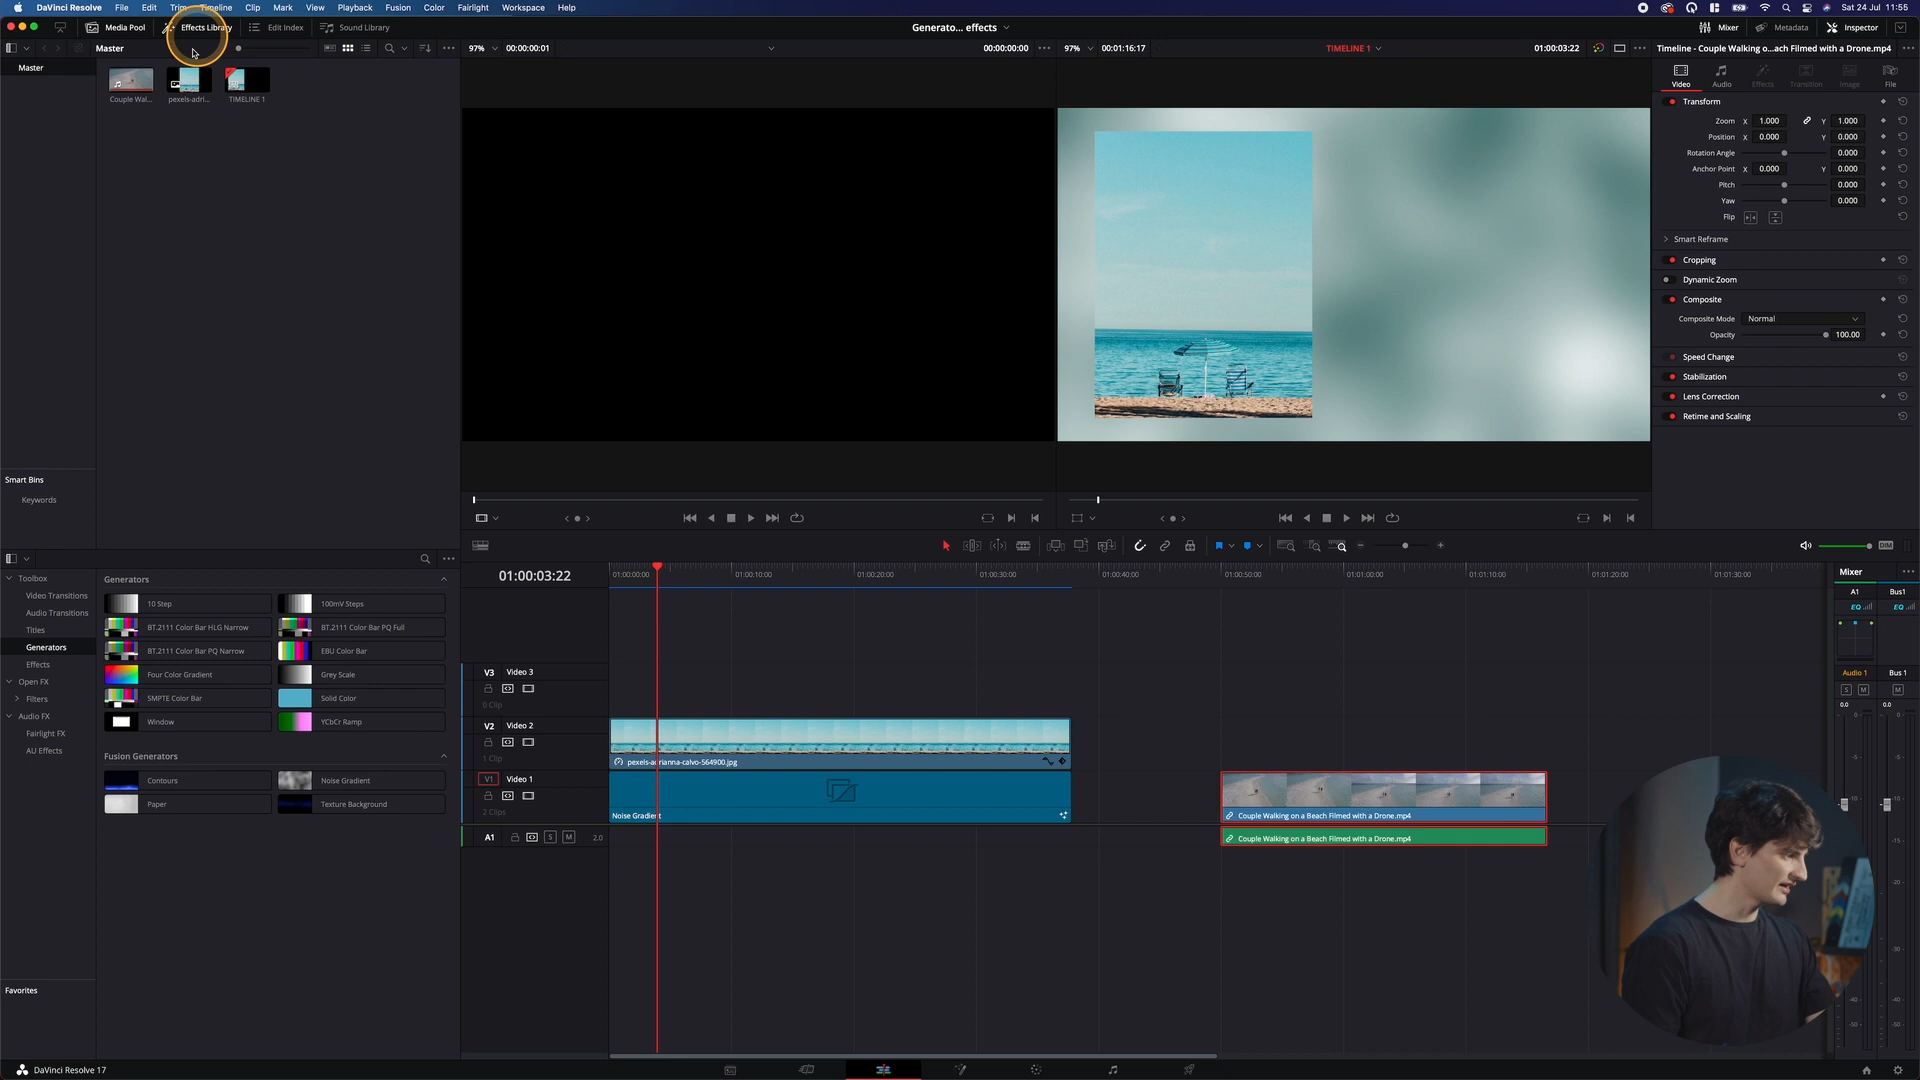 DaVinci Resolve File Edit Trim Timeline Clip Mark View Playback Fusion Color Fairlight Workspace Help
Sat 24 Jul 11:55
Media Pool Effects Library Edit Index Sound Library
Generato... effects
Mixer Metadata Inspector
Master
97% 00:00:00:01
00:00:00:00
97% 00:01:16:17
TIMELINE 1
01:00:03:22
Timeline - Couple Walking o...ach Filmed with a Drone.mp4
Master
Couple Wal...
pexels-adri...
TIMELINE 1
Video Audio Effects Transition Image File
Transform
Zoom X 1.000 Y 1.000
Position X 0.000 Y 0.000
Rotation Angle 0.000
Anchor Point X 0.000 Y 0.000
Pitch 0.000
Yaw 0.000
Flip
Smart Reframe
Cropping
Dynamic Zoom
Composite
Composite Mode Normal
Opacity 100.00
Speed Change
Stabilization
Lens Correction
Retime and Scaling
Smart Bins
Keywords
Toolbox
Video Transitions
Audio Transitions
Titles
Generators
Effects
Open FX
Filters
Audio FX
Fairlight FX
AU Effects
Favorites
Generators
10 Step
100mV Steps
BT.2111 Color Bar HLG Narrow
BT.2111 Color Bar PQ Full
BT.2111 Color Bar PQ Narrow
EBU Color Bar
Four Color Gradient
Grey Scale
SMPTE Color Bar
Solid Color
Window
YCbCr Ramp
Fusion Generators
Contours
Noise Gradient
Paper
Texture Background
01:00:03:22
01:00:00:00 01:00:10:00 01:00:20:00 01:00:30:00 01:00:40:00 01:00:50:00 01:01:00:00 01:01:10:00 01:01:20:00 01:01:30:00
V3 Video 3
0 Clip
V2 Video 2
1 Clip
pexels-adrianna-calvo-564900.jpg
V1 Video 1
2 Clips
Noise Gradient
Couple Walking on a Beach Filmed with a Drone.mp4
A1 S M 2.0
Couple Walking on a Beach Filmed with a Drone.mp4
DIM
Mixer
A1 Bus1
EQ EQ
Audio 1 Bus 1
S M M
0.0 0.0
DaVinci Resolve 17